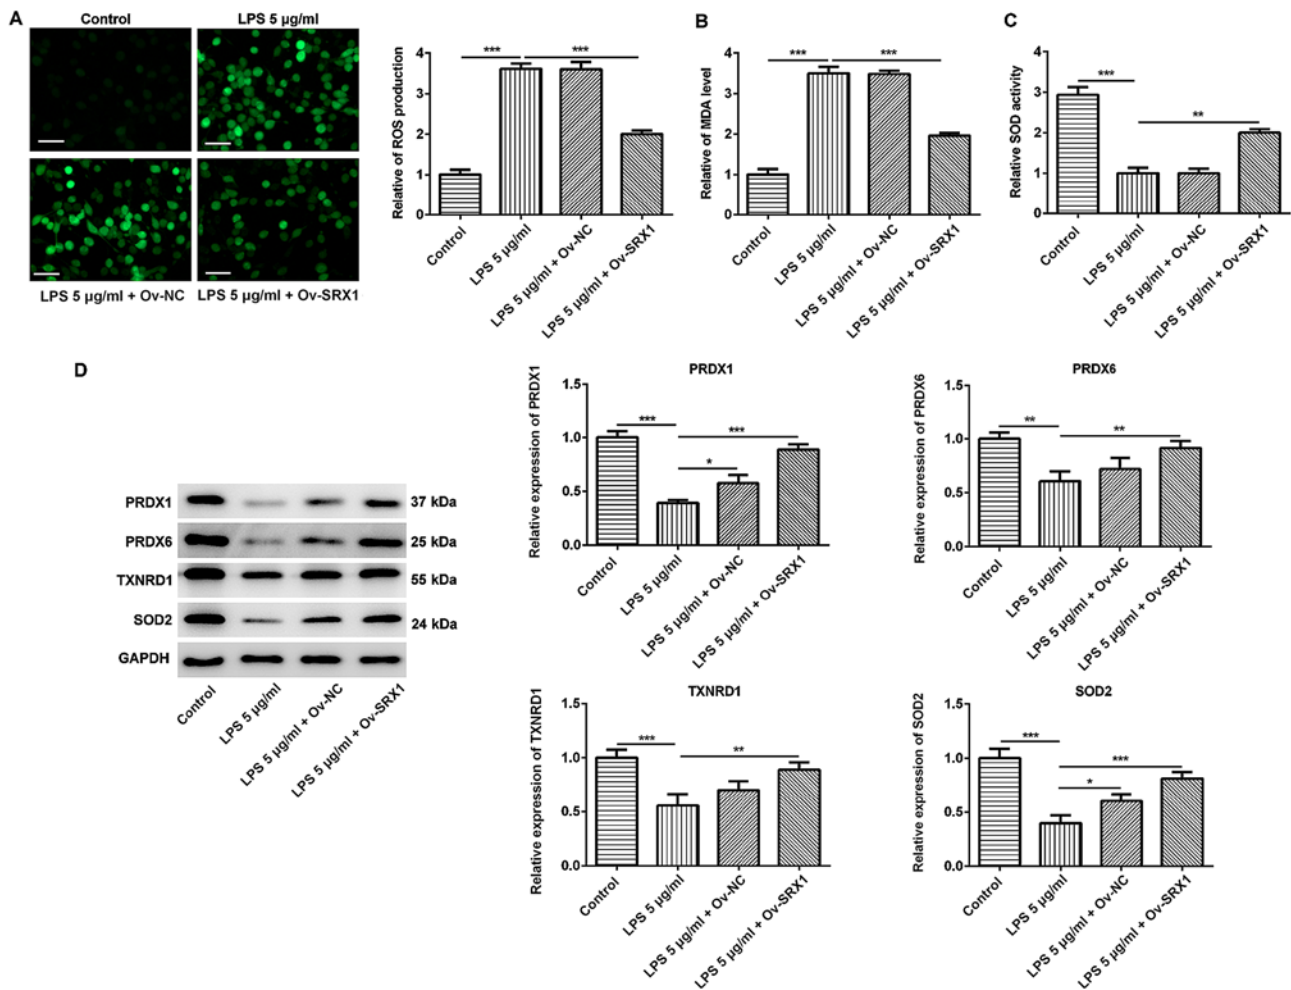 A
Control
LPS 5 µg/ml
LPS 5 µg/ml + Ov-NC
LPS 5 µg/ml + Ov-SRX1
Relative of ROS production
4
3
2
1
0
***
***
Control
LPS 5 µg/ml
LPS 5 µg/ml + Ov-NC
LPS 5 µg/ml + Ov-SRX1
B
Relative of MDA level
4
3
2
1
0
***
***
Control
LPS 5 µg/ml
LPS 5 µg/ml + Ov-NC
LPS 5 µg/ml + Ov-SRX1
C
Relative SOD activity
4
3
2
1
0
***
**
Control
LPS 5 µg/ml
LPS 5 µg/ml + Ov-NC
LPS 5 µg/ml + Ov-SRX1
D
PRDX1
37 kDa
PRDX6
25 kDa
TXNRD1
55 kDa
SOD2
24 kDa
GAPDH
Control
LPS 5 µg/ml
LPS 5 µg/ml + Ov-NC
LPS 5 µg/ml + Ov-SRX1
PRDX1
Relative expression of PRDX1
1.5
1.0
0.5
0.0
***
***
*
Control
LPS 5 µg/ml
LPS 5 µg/ml + Ov-NC
LPS 5 µg/ml + Ov-SRX1
PRDX6
Relative expression of PRDX6
1.5
1.0
0.5
0.0
**
**
Control
LPS 5 µg/ml
LPS 5 µg/ml + Ov-NC
LPS 5 µg/ml + Ov-SRX1
TXNRD1
Relative expression of TXNRD1
1.5
1.0
0.5
0.0
***
**
Control
LPS 5 µg/ml
LPS 5 µg/ml + Ov-NC
LPS 5 µg/ml + Ov-SRX1
SOD2
Relative expression of SOD2
1.5
1.0
0.5
0.0
***
***
*
Control
LPS 5 µg/ml
LPS 5 µg/ml + Ov-NC
LPS 5 µg/ml + Ov-SRX1